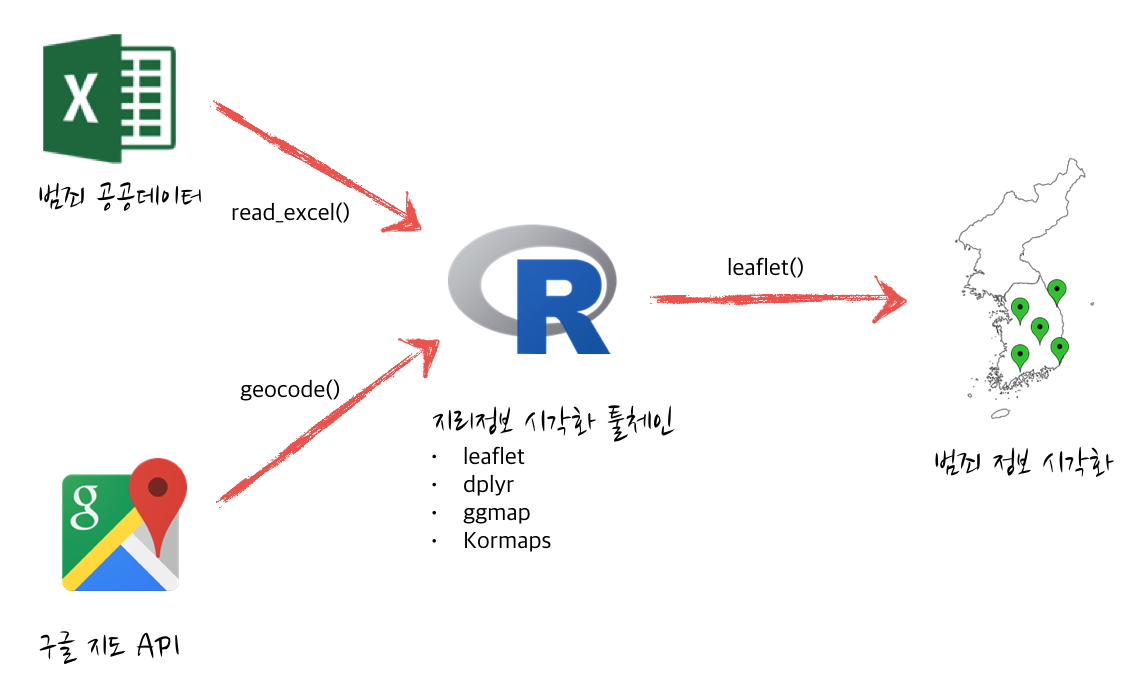 X
범죄 공공데이터
read_excel()
R
leaflet()
geocode()
지리정보 시각화 툴체인
• leaflet
• dplyr
• ggmap
• Kormaps
범죄 정보 시각화
g
구글 지도 API